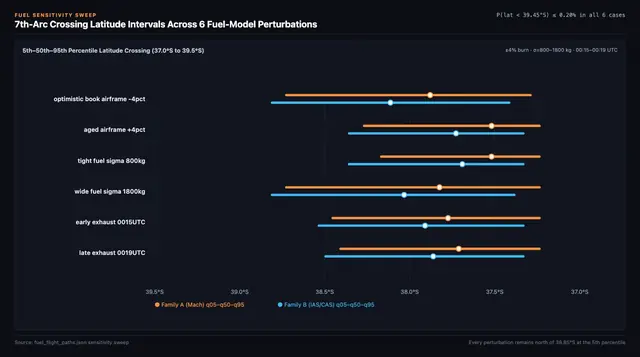 FUEL SENSITIVITY SWEEP
7th-Arc Crossing Latitude Intervals Across 6 Fuel-Model Perturbations
P(lat < 39.45°S) ≤ 0.20% in all 6 cases
5th–50th–95th Percentile Latitude Crossing (37.0°S to 39.5°S)
±4% burn · σ=800–1800 kg · 00:15–00:19 UTC
optimistic book airframe -4pct
aged airframe +4pct
tight fuel sigma 800kg
wide fuel sigma 1800kg
early exhaust 0015UTC
late exhaust 0019UTC
39.5°S 39.0°S 38.5°S 38.0°S 37.5°S 37.0°S
Family A (Mach) q05–q50–q95 Family B (IAS/CAS) q05–q50–q95
Source: fuel_flight_paths.json sensitivity sweep
Every perturbation remains north of 38.85°S at the 5th percentile.